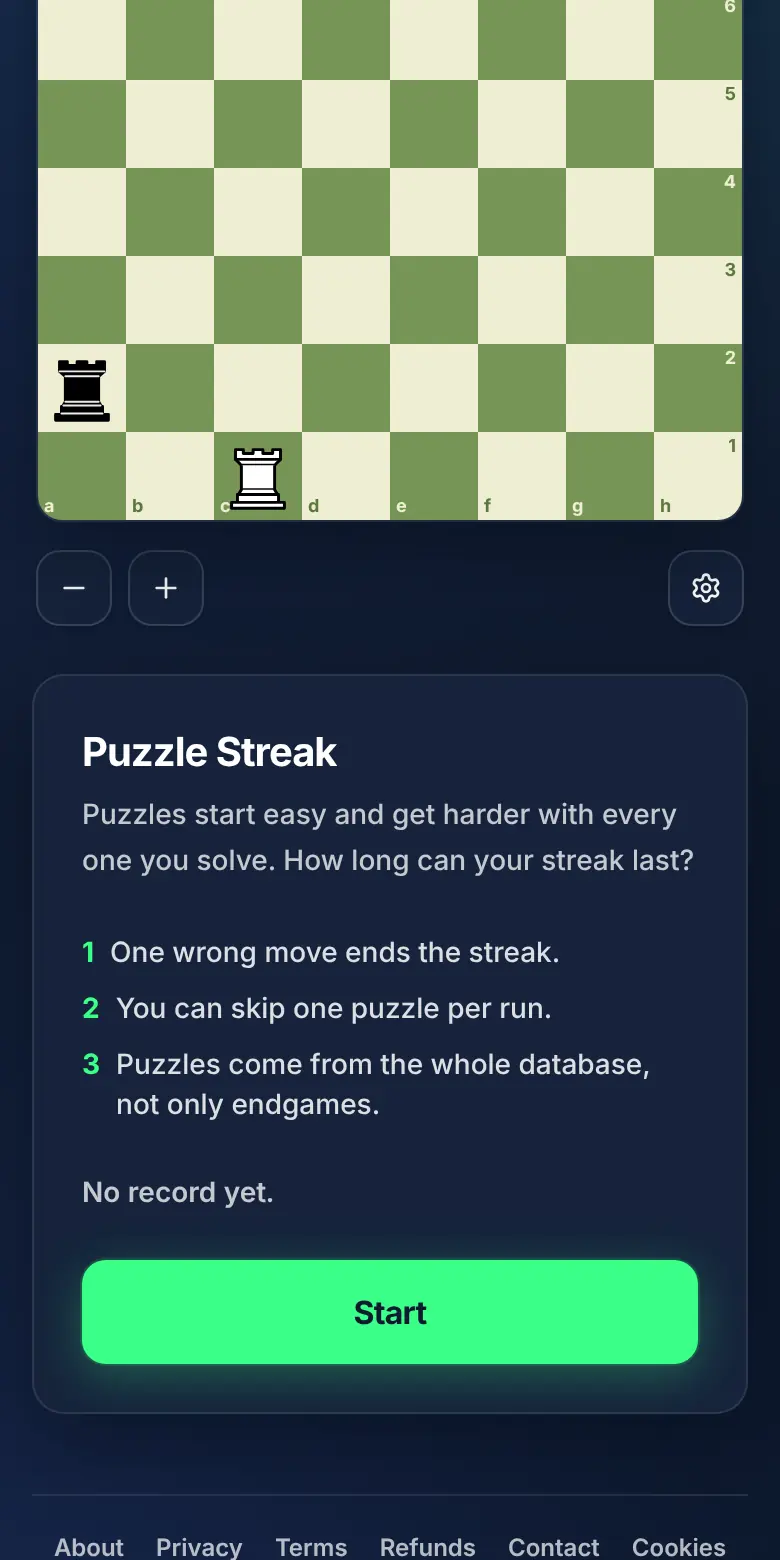 6
5
4
3
2
1
a b c d e f g h
Puzzle Streak
Puzzles start easy and get harder with every
one you solve. How long can your streak last?
1 One wrong move ends the streak.
2 You can skip one puzzle per run.
3 Puzzles come from the whole database,
not only endgames.
No record yet.
Start
About Privacy Terms Refunds Contact Cookies